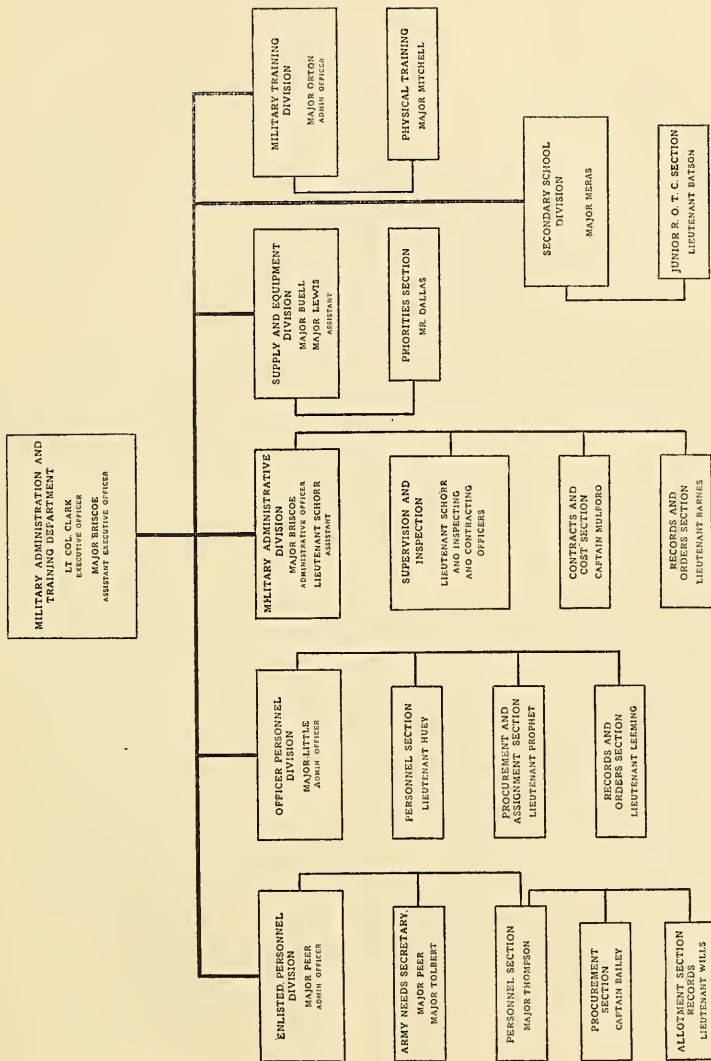 MILITARY ADMINISTRATION AND
TRAINING DEPARTMENT
LT COL. CLARK
EXECUTIVE OFFICER
MAJOR BRISCOE
ASSISTANT EXECUTIVE OFFICER
ENLISTED PERSONNEL
DIVISION
MAJOR PEER
ADMIN OFFICER
ARMY NEEDS SECRETARY.
MAJOR PEER
MAJOR TOLBERT
PERSONNEL SECTION
MAJOR THOMPSON
PROCUREMENT
SECTION
CAPTAIN BAILEY
ALLOTMENT SECTION
RECORDS
LIEUTENANT WILLS
OFFICER PERSONNEL
DIVISION
MAJOR LITTLE
ADMIN OFFICER
PERSONNEL SECTION
LIEUTENANT HUEY
PROCUREMENT AND
ASSIGNMENT SECTION
LIEUTENANT PROPHET
RECORDS AND
ORDERS SECTION
LIEUTENANT LEEMING
MILITARY ADMINISTRATIVE
DIVISION
MAJOR BRISCOE
ADMINISTRATIVE OFFICER
LIEUTENANT SCHORR
ASSISTANT
SUPERVISION AND
INSPECTION
LIEUTENANT SCHORR
AND INSPECTING
AND CONTRACTING
OFFICERS
CONTRACTS AND
COST SECTION
CAPTAIN MULFORO
RECORDS AND
ORDERS SECTION
LIEUTENANT BARNES
SUPPLY AND EQUIPMENT
DIVISION
MAJOR BUELL
MAJOR LEWIS
ASSISTANT
PRIORITIES SECTION
MR. DALLAS
MILITARY TRAINING
DIVISION
MAJOR ORTON
ADMIN OFFICER
PHYSICAL TRAINING
MAJOR MITCHELL
SECONDARY SCHOOL
DIVISION
MAJOR MERAS
JUNIOR R. O. T. C. SECTION
LIEUTENANT BATSON